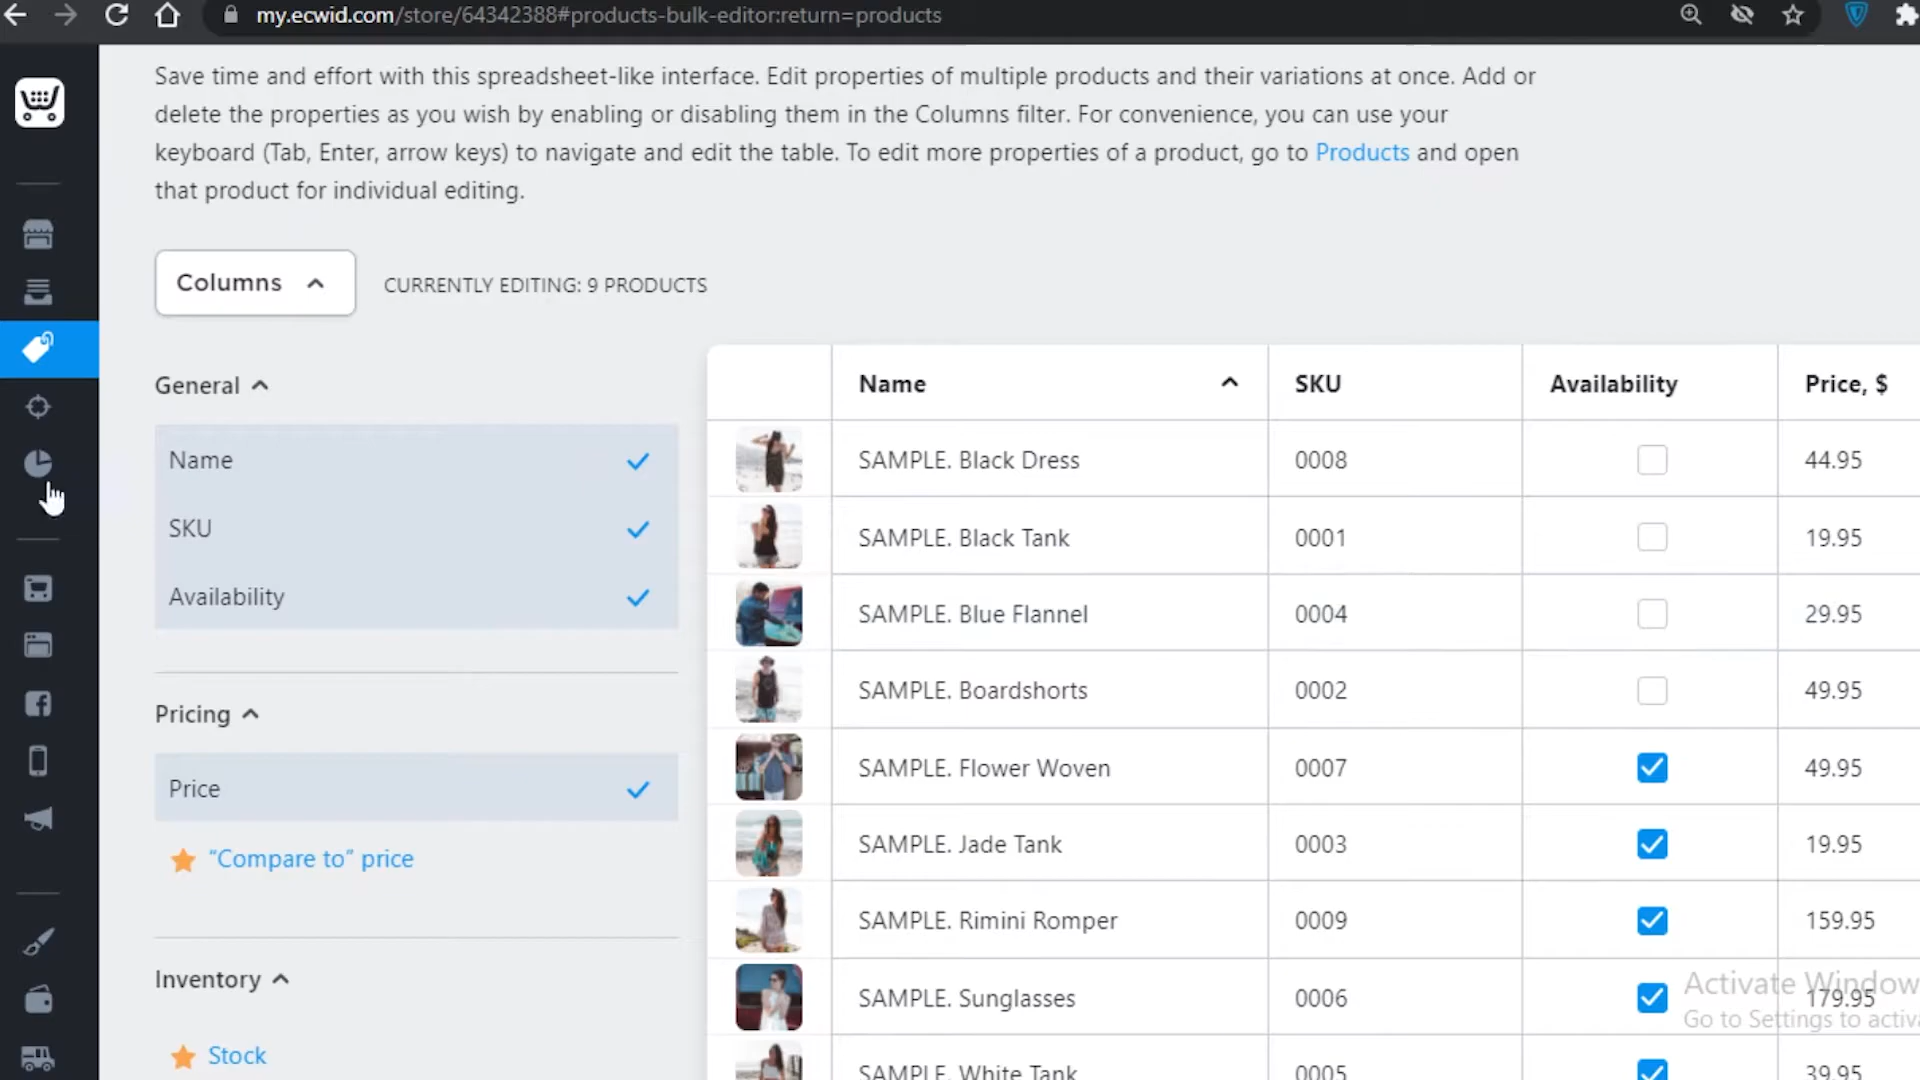 my.ecwid.com/store/64342388#products-bulk-editor:return=products
Save time and effort with this spreadsheet-like interface. Edit properties of multiple products and their variations at once. Add or
delete the properties as you wish by enabling or disabling them in the Columns filter. For convenience, you can use your
keyboard (Tab, Enter, arrow keys) to navigate and edit the table. To edit more properties of a product, go to Products and open
that product for individual editing.
Columns
CURRENTLY EDITING: 9 PRODUCTS
General
Name
SKU
Availability
Pricing
Price
"Compare to" price
Inventory
Stock
Name SKU Availability Price, $
SAMPLE. Black Dress 0008 44.95
SAMPLE. Black Tank 0001 19.95
SAMPLE. Blue Flannel 0004 29.95
SAMPLE. Boardshorts 0002 49.95
SAMPLE. Flower Woven 0007 49.95
SAMPLE. Jade Tank 0003 19.95
SAMPLE. Rimini Romper 0009 159.95
SAMPLE. Sunglasses 0006 179.95
SAMPLE. White Tank 0005 39.95
Activate Window
Go to Settings to activa